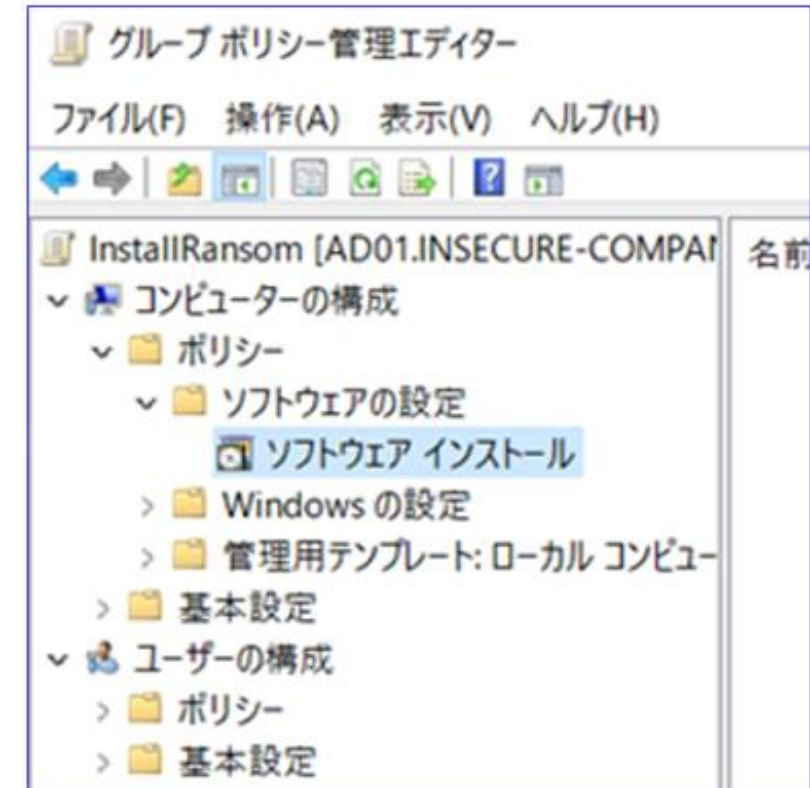 グループ ポリシー管理エディター
ファイル(F) 操作(A) 表示(V) ヘルプ(H)
InstallRansom [AD01.INSECURE-COMPAN
名前
コンピューターの構成
ポリシー
ソフトウェアの設定
ソフトウェア インストール
Windows の設定
管理用テンプレート: ローカル コンピュー
基本設定
ユーザーの構成
ポリシー
基本設定